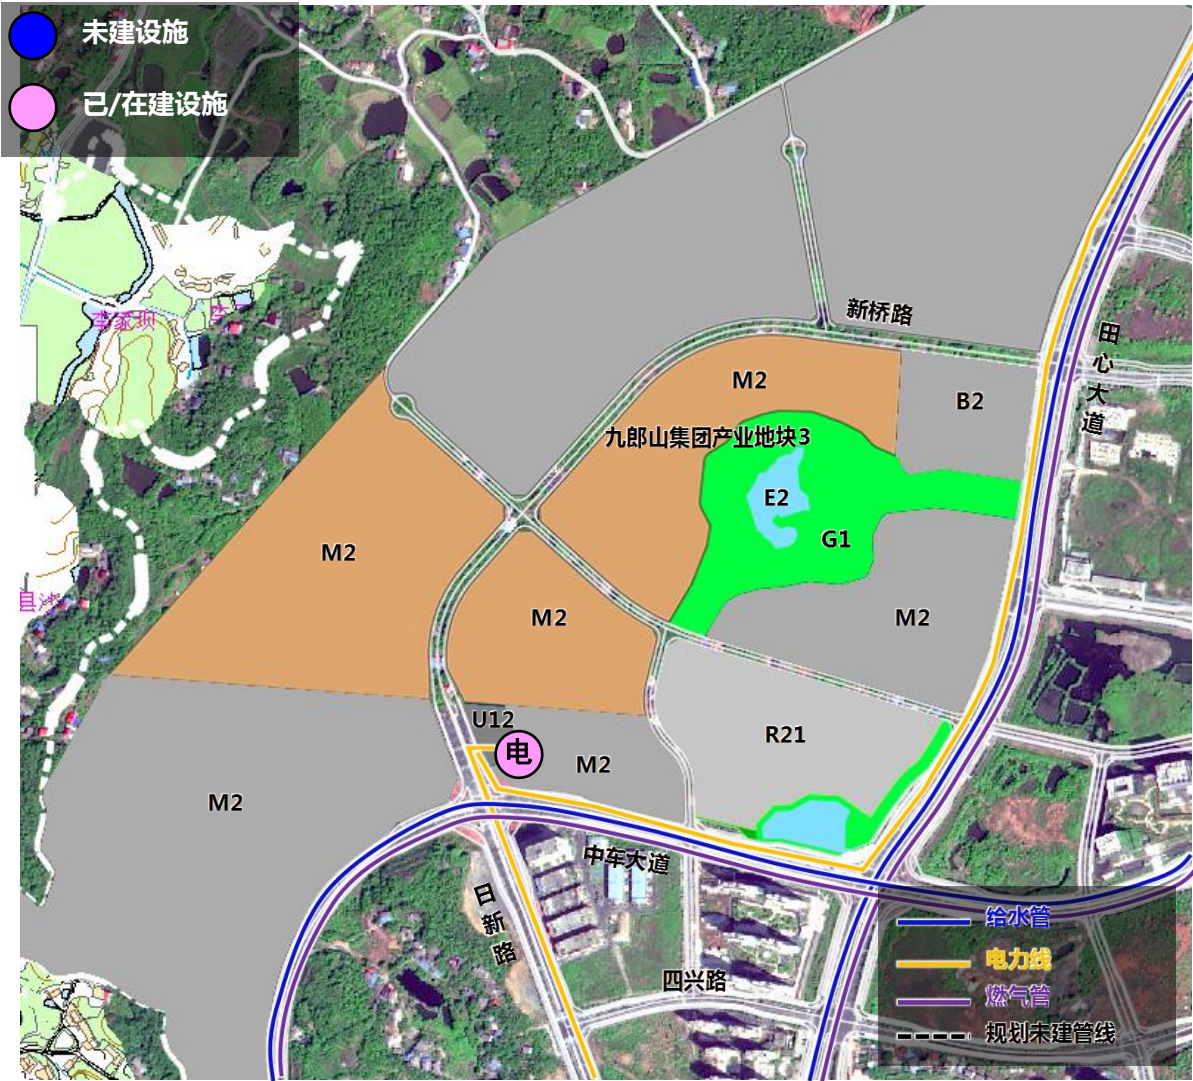 未建设施
已/在建设施
新桥路
田心大道
M2
B2
九郎山集团产业地块3
李家坝
E2
G1
M2
M2
M2
U12
电
R21
M2
M2
中车大道
日新路
四兴路
给水管
电力线
燃气管
规划未建管线